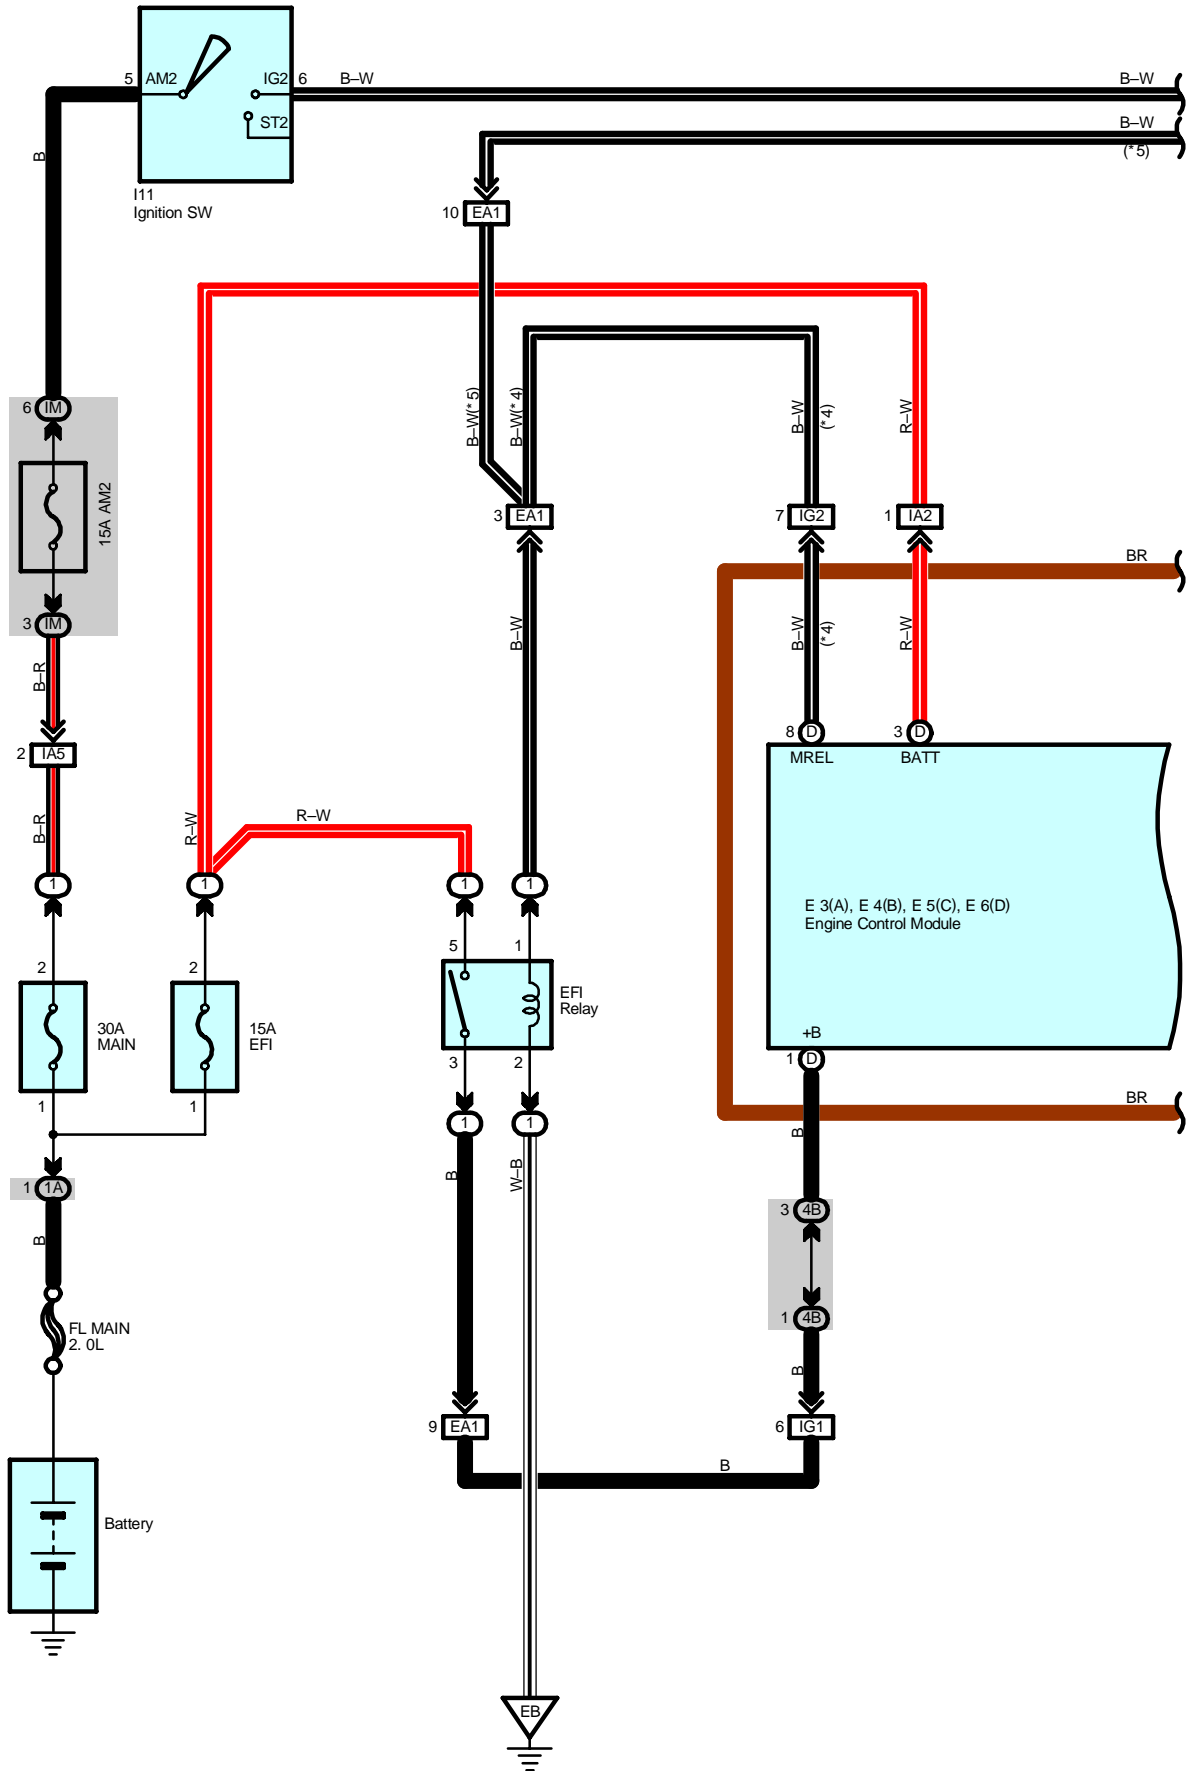 5 AM2 IG2 6 B–W B–W
ST2
B–W
(*5)
B
I11
Ignition SW
10 EA1
B–W(*5)
B–W(*4)
B–W
(*4)
R–W
6 IM
15A AM2
3 EA1
7 IG2
1 IA2
BR
3 IM
B–R
B–W
B–W
(*4)
R–W
2 IA5
8 D
3 D
MREL
BATT
B–R
R–W
R–W
1
1
1
1
E 3(A), E 4(B), E 5(C), E 6(D)
Engine Control Module
2
2
5
1
30A
MAIN
15A
EFI
EFI
Relay
+B
1
1
3
2
1 D
BR
1
1
B
1 1A
B
B
W–B
3 4B
FL MAIN
2. 0L
1 4B
B
9 EA1
6 IG1
B
Battery
EB